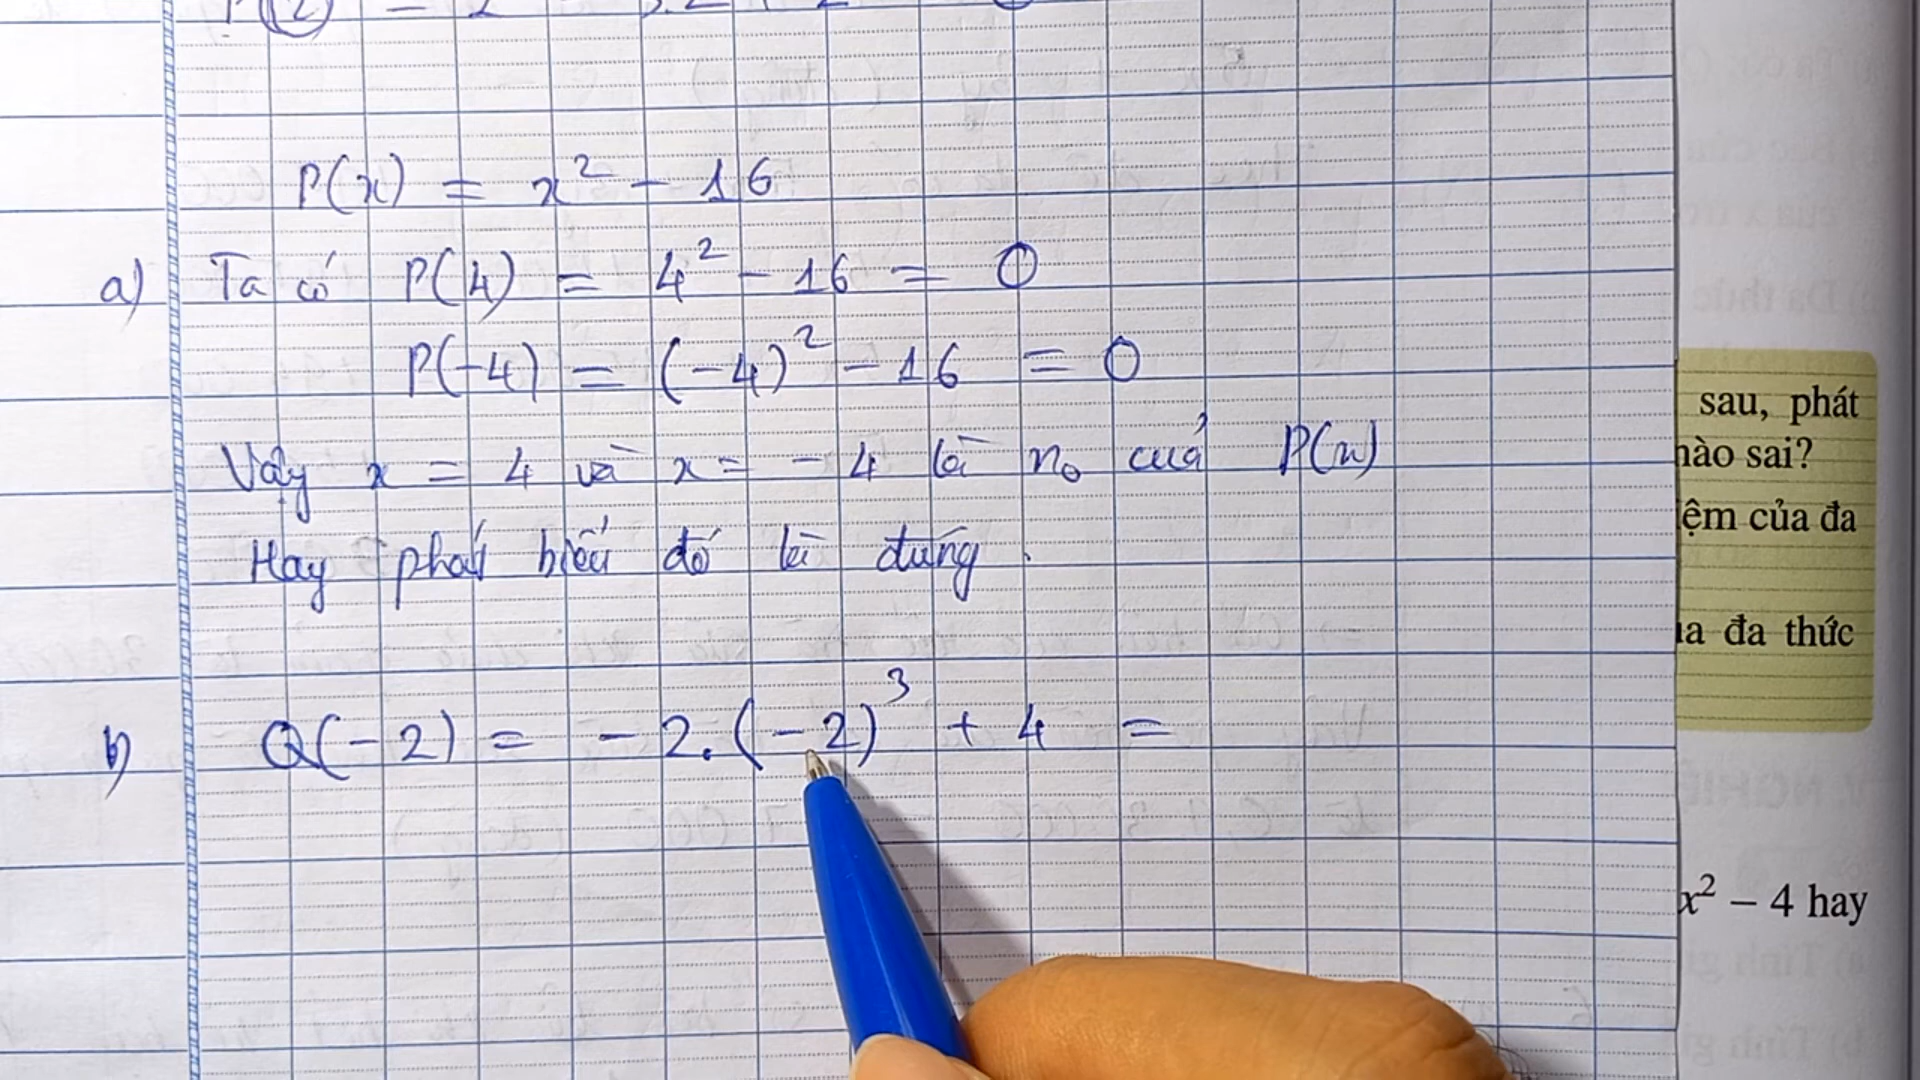 P(x) = x² - 16
a) Ta có P(4) = 4² - 16 = 0
P(-4) = (-4)² - 16 = 0
Vậy x = 4 và x = -4 là no của P(x)
Hay phát biểu đó là đúng.
b) Q(-2) = -2.(-2)³ + 4 =
sau, phát
nào sai?
iệm của đa
ủa đa thức
x² – 4 hay